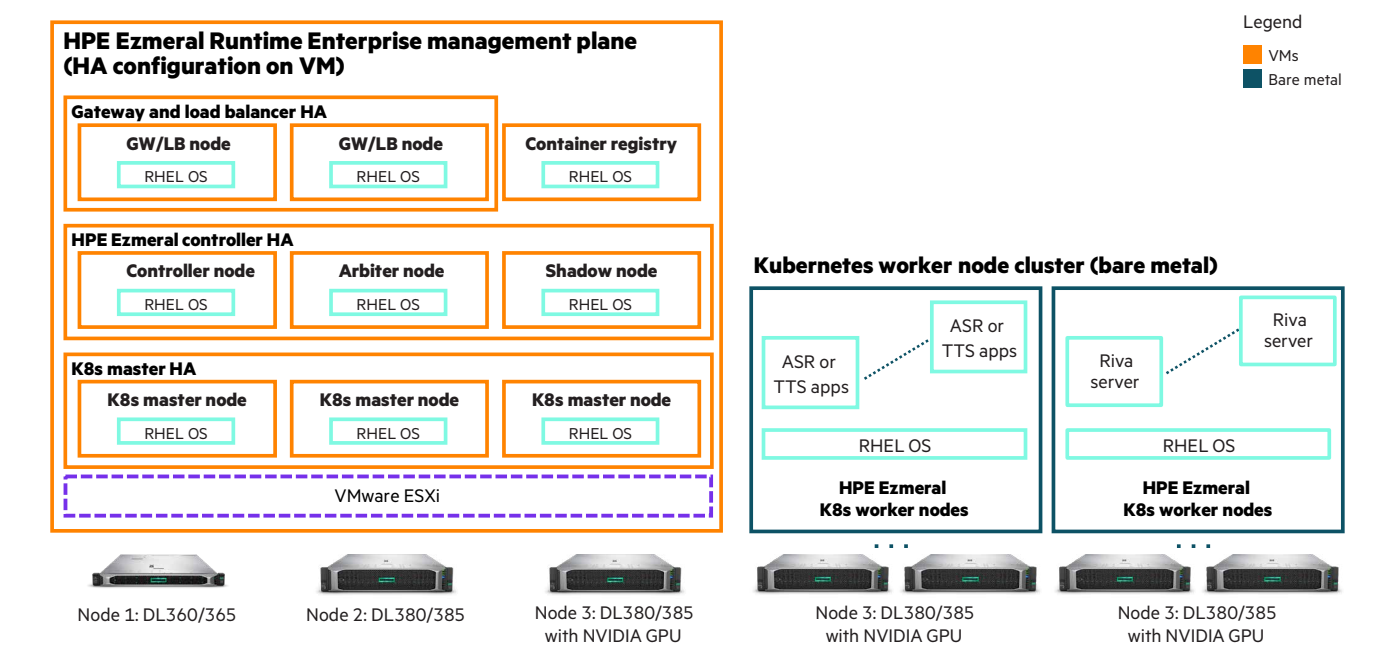 Legend
VMs
Bare metal
HPE Ezmeral Runtime Enterprise management plane
(HA configuration on VM)
Gateway and load balancer HA
GW/LB node
RHEL OS
GW/LB node
RHEL OS
Container registry
RHEL OS
HPE Ezmeral controller HA
Controller node
RHEL OS
Arbiter node
RHEL OS
Shadow node
RHEL OS
K8s master HA
K8s master node
RHEL OS
K8s master node
RHEL OS
K8s master node
RHEL OS
VMware ESXi
Node 1: DL360/365
Node 2: DL380/385
Node 3: DL380/385
with NVIDIA GPU
Kubernetes worker node cluster (bare metal)
ASR or
TTS apps
ASR or
TTS apps
RHEL OS
HPE Ezmeral
K8s worker nodes
Riva
server
Riva
server
RHEL OS
HPE Ezmeral
K8s worker nodes
. . .
. . .
Node 3: DL380/385
with NVIDIA GPU
Node 3: DL380/385
with NVIDIA GPU